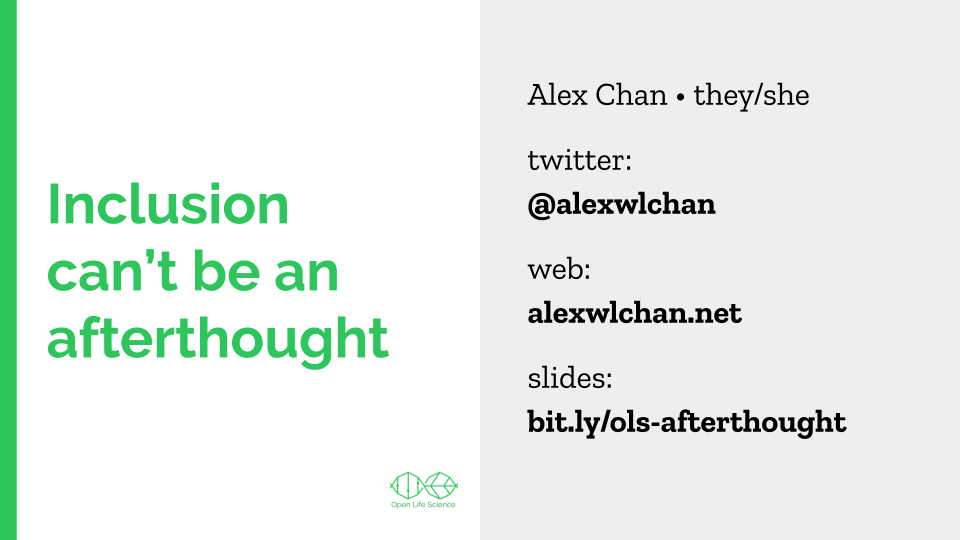 Inclusion
can’t be an
afterthought
Open Life Science
Alex Chan • they/she
twitter:
@alexwlchan
web:
alexwlchan.net
slides:
bit.ly/ols-afterthought